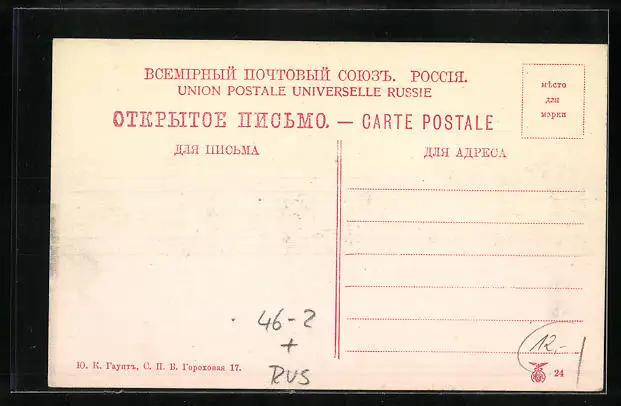 ВСЕМІРНЫЙ ПОЧТОВЫЙ СОЮЗЪ. РОССІЯ.
UNION POSTALE UNIVERSELLE RUSSIE
ОТКРЫТОЕ ПИСЬМО. — CARTE POSTALE
мѣсто
для
марки
ДЛЯ ПИСЬМА
ДЛЯ АДРЕСА
46-2
+
RUS
12,-
Ю. К. Гауптъ, С. П. Б. Гороховая 17.
24